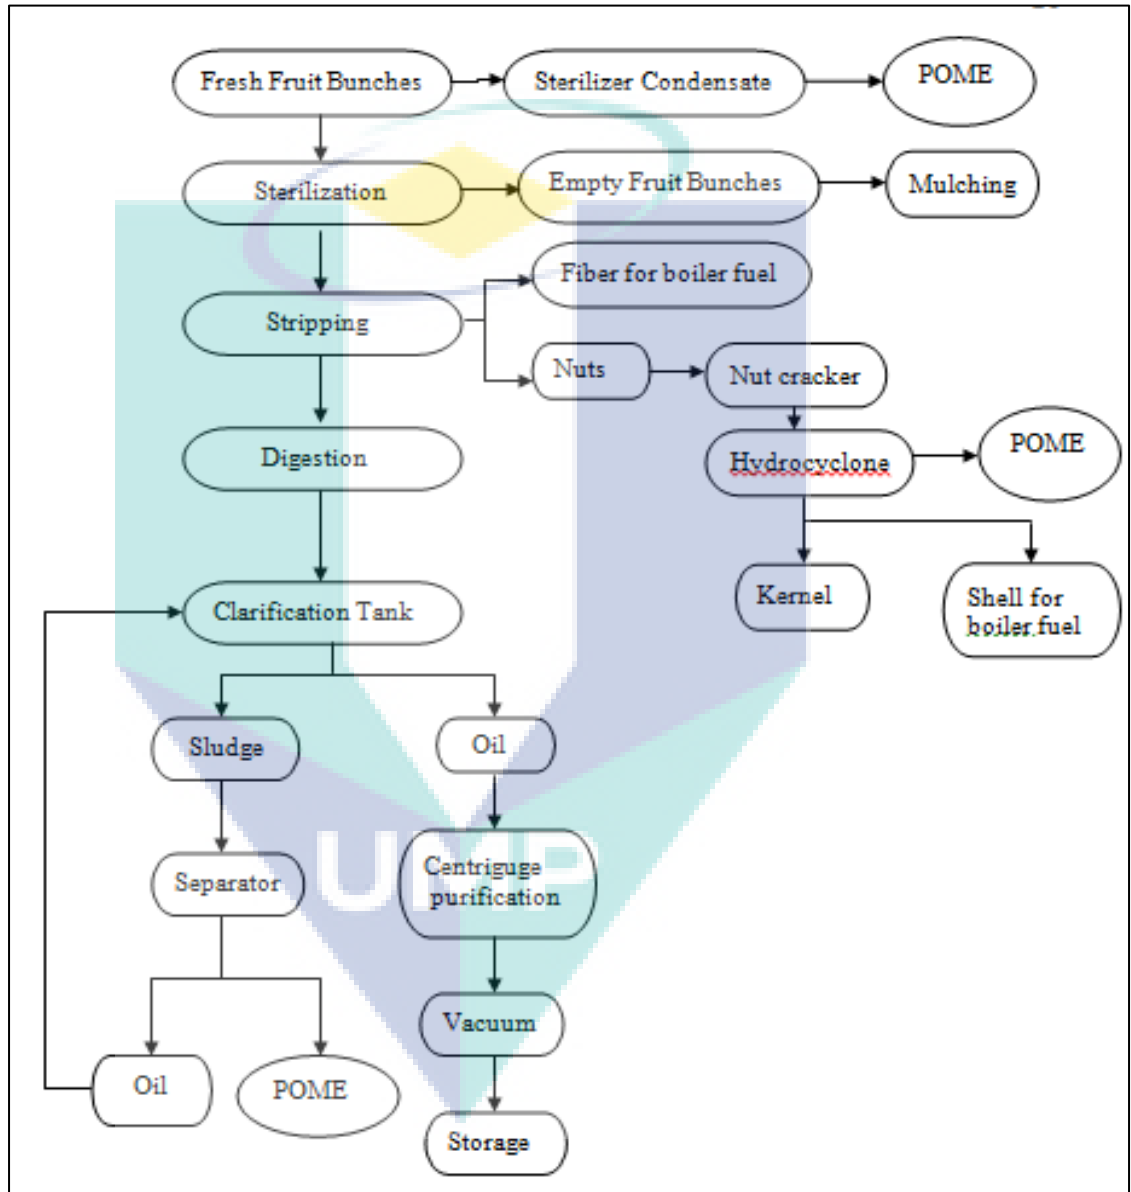 Fresh Fruit Bunches
Sterilizer Condensate
POME
Sterilization
Empty Fruit Bunches
Mulching
Fiber for boiler fuel
Stripping
Nuts
Nut cracker
Digestion
Hydrocyclone
POME
Clarification Tank
Kernel
Shell for
boiler fuel
Sludge
Oil
Separator
Centriguge
purification
UMP
Vacuum
Oil
POME
Storage